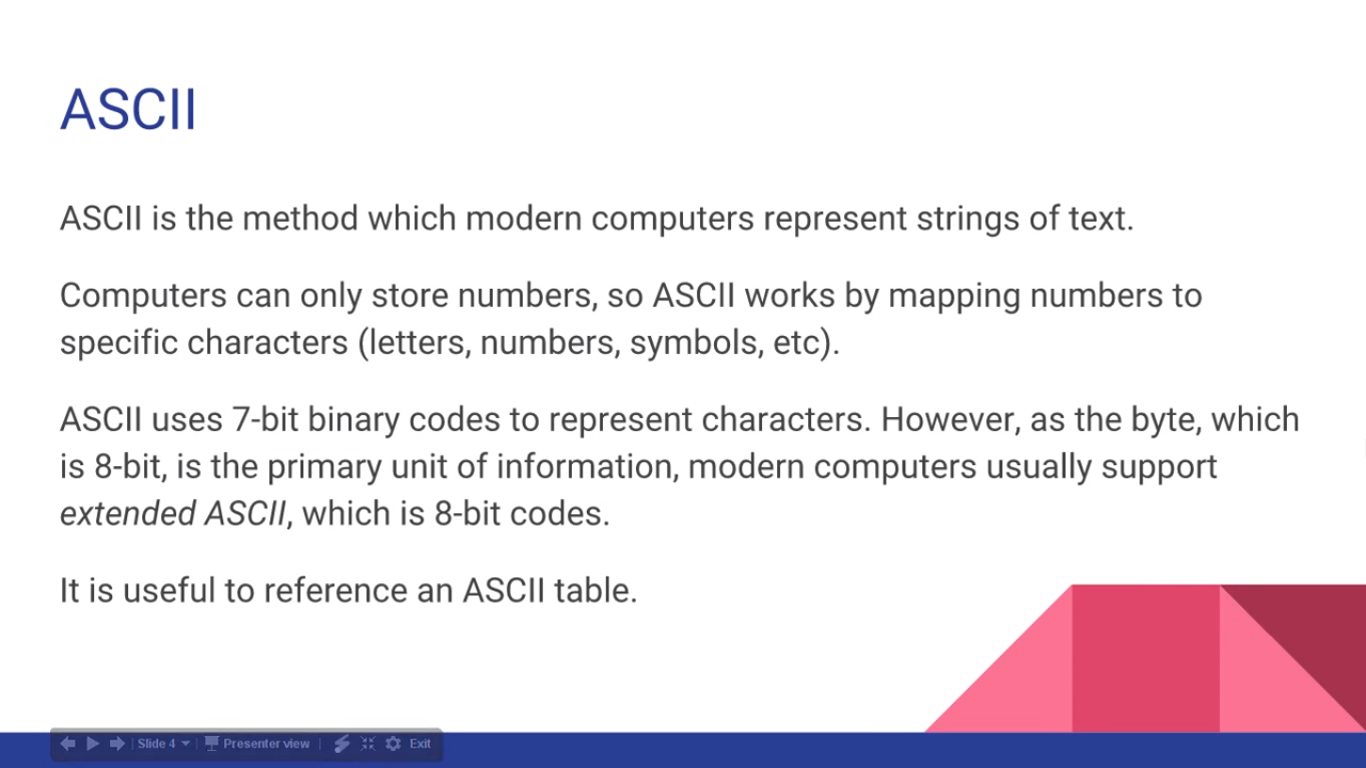 ASCII
ASCII is the method which modern computers represent strings of text.
Computers can only store numbers, so ASCII works by mapping numbers to
specific characters (letters, numbers, symbols, etc).
ASCII uses 7-bit binary codes to represent characters. However, as the byte, which
is 8-bit, is the primary unit of information, modern computers usually support
extended ASCII, which is 8-bit codes.
It is useful to reference an ASCII table.
Slide 4 Presenter view Exit